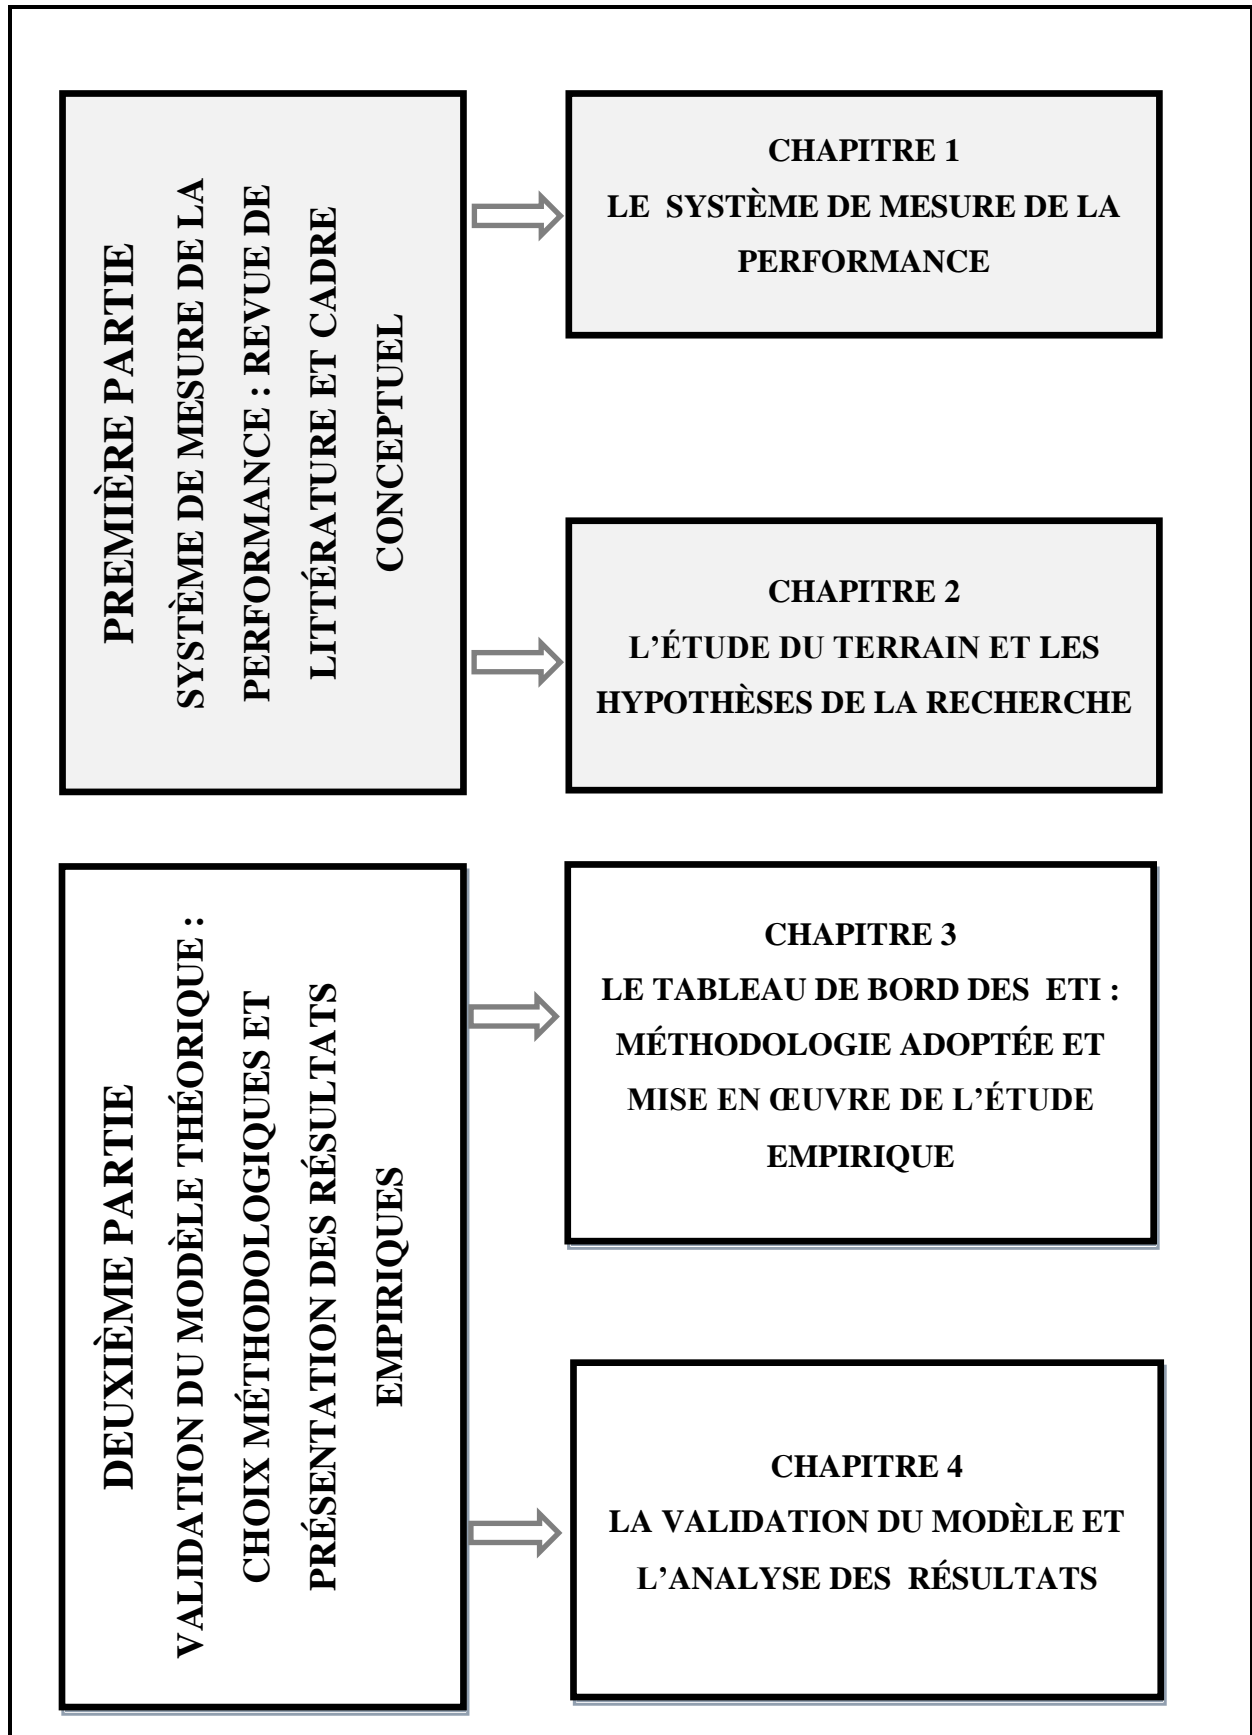 PREMIÈRE PARTIE
SYSTÈME DE MESURE DE LA
PERFORMANCE : REVUE DE
LITTÉRATURE ET CADRE
CONCEPTUEL
CHAPITRE 1
LE SYSTÈME DE MESURE DE LA
PERFORMANCE
CHAPITRE 2
L’ÉTUDE DU TERRAIN ET LES
HYPOTHÈSES DE LA RECHERCHE
DEUXIÈME PARTIE
VALIDATION DU MODÈLE THÉORIQUE :
CHOIX MÉTHODOLOGIQUES ET
PRÉSENTATION DES RÉSULTATS
EMPIRIQUES
CHAPITRE 3
LE TABLEAU DE BORD DES ETI :
MÉTHODOLOGIE ADOPTÉE ET
MISE EN ŒUVRE DE L’ÉTUDE
EMPIRIQUE
CHAPITRE 4
LA VALIDATION DU MODÈLE ET
L’ANALYSE DES RÉSULTATS